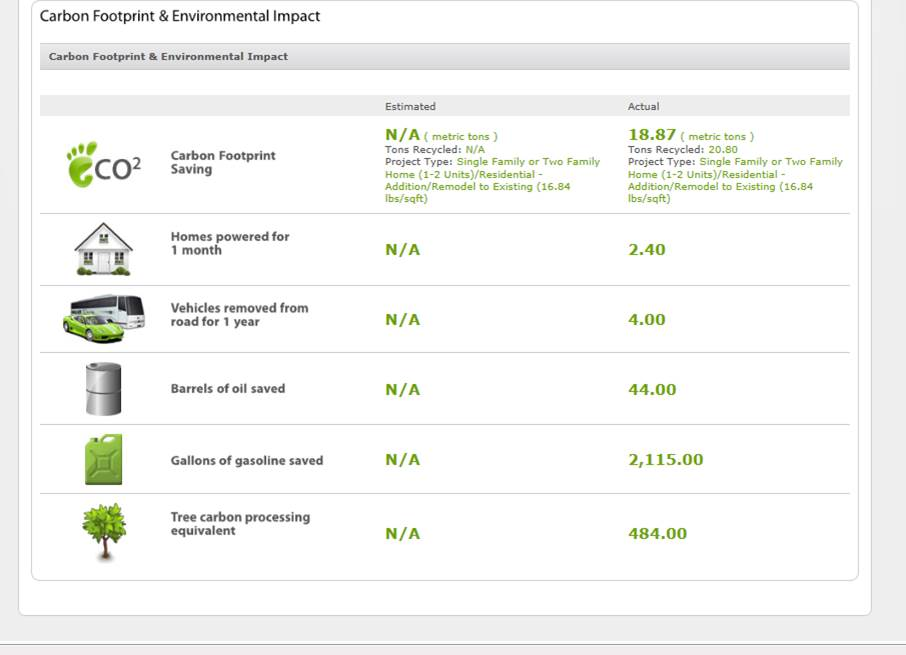 Carbon Footprint & Environmental Impact
Carbon Footprint & Environmental Impact
Estimated
Actual
CO²
Carbon Footprint
Saving
N/A ( metric tons )
Tons Recycled: N/A
Project Type: Single Family or Two Family
Home (1-2 Units)/Residential -
Addition/Remodel to Existing (16.84
lbs/sqft)
18.87 ( metric tons )
Tons Recycled: 20.80
Project Type: Single Family or Two Family
Home (1-2 Units)/Residential -
Addition/Remodel to Existing (16.84
lbs/sqft)
Homes powered for
1 month
N/A
2.40
Vehicles removed from
road for 1 year
N/A
4.00
Barrels of oil saved
N/A
44.00
Gallons of gasoline saved
N/A
2,115.00
Tree carbon processing
equivalent
N/A
484.00